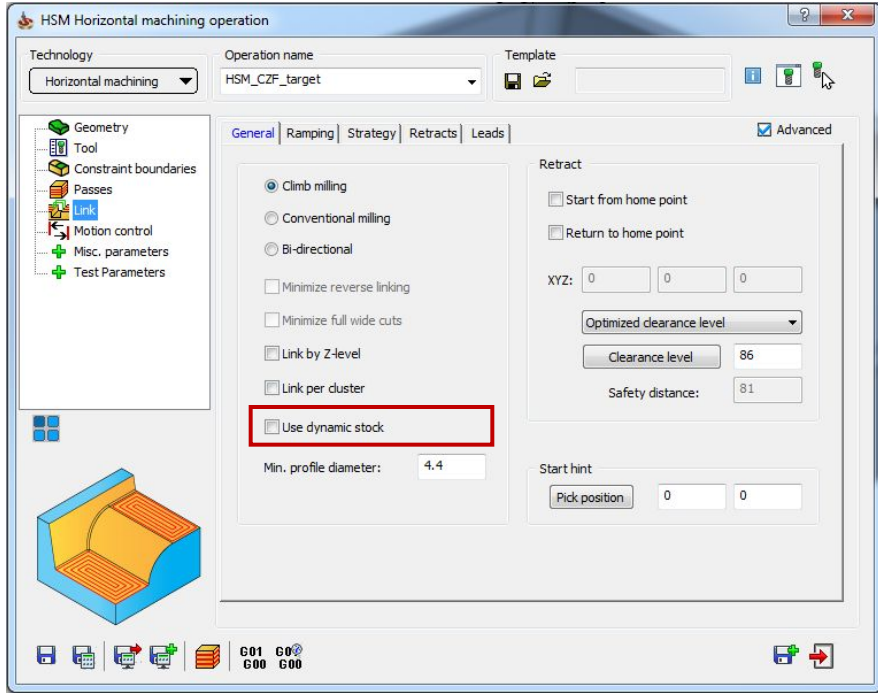 HSM Horizontal machining operation
Technology
Horizontal machining
Operation name
HSM_CZF_target
Template
Geometry
Tool
Constraint boundaries
Passes
Link
Motion control
Misc. parameters
Test Parameters
General
Ramping
Strategy
Retracts
Leads
Advanced
Climb milling
Conventional milling
Bi-directional
Minimize reverse linking
Minimize full wide cuts
Link by Z-level
Link per cluster
Use dynamic stock
Min. profile diameter: 4.4
Retract
Start from home point
Return to home point
XYZ: 0 0 0
Optimized clearance level
Clearance level 86
Safety distance: 81
Start hint
Pick position 0 0
G01 G0?
G00 G00